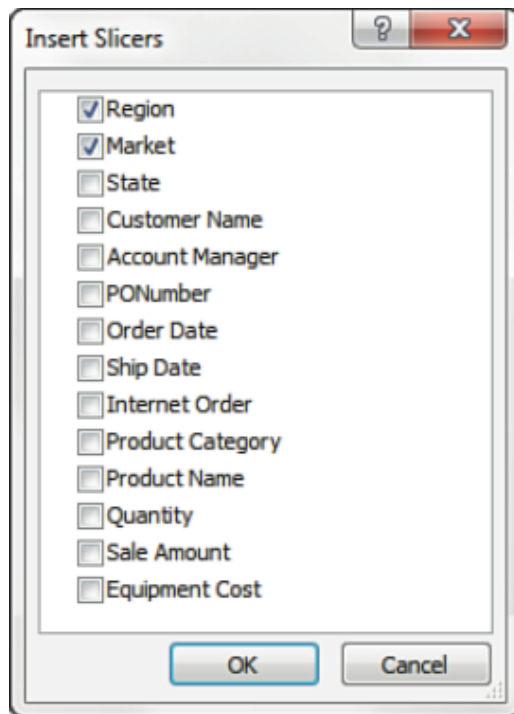 Insert Slicers
?
Region
Market
State
Customer Name
Account Manager
PONumber
Order Date
Ship Date
Internet Order
Product Category
Product Name
Quantity
Sale Amount
Equipment Cost
OK
Cancel